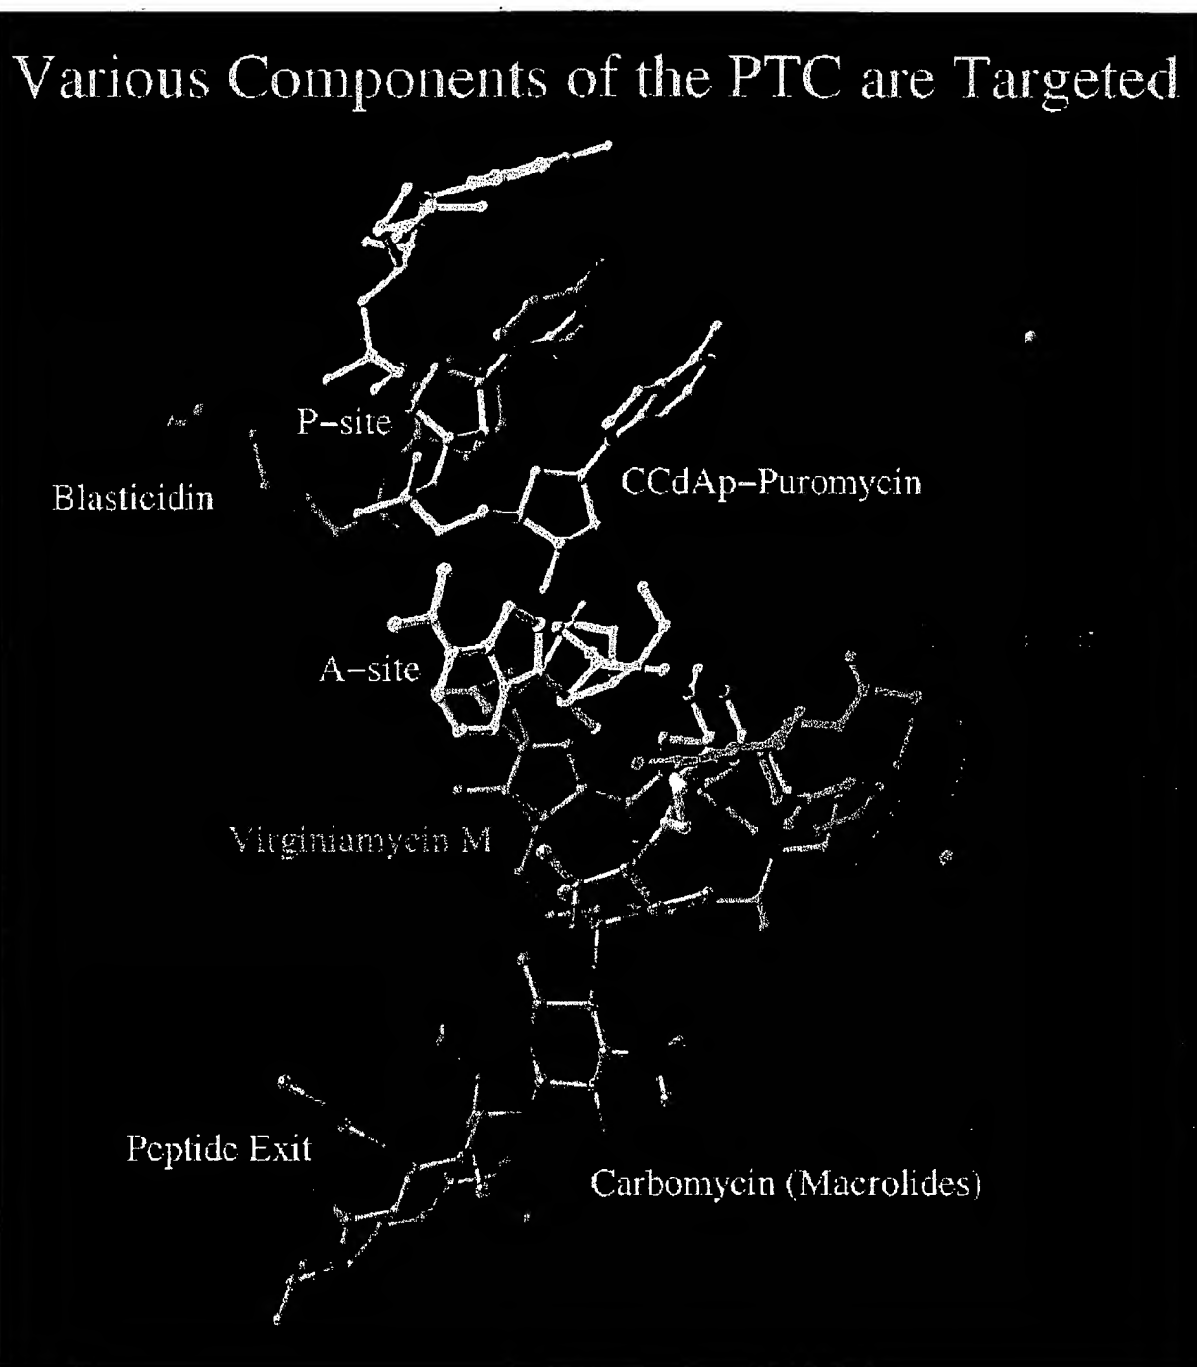 Various Components of the PTC are Targeted
P-site
CCdAp-Puromycin
Blasticidin
A-site
Virginiamycin M
Peptide Exit
Carbomycin (Macrolides)